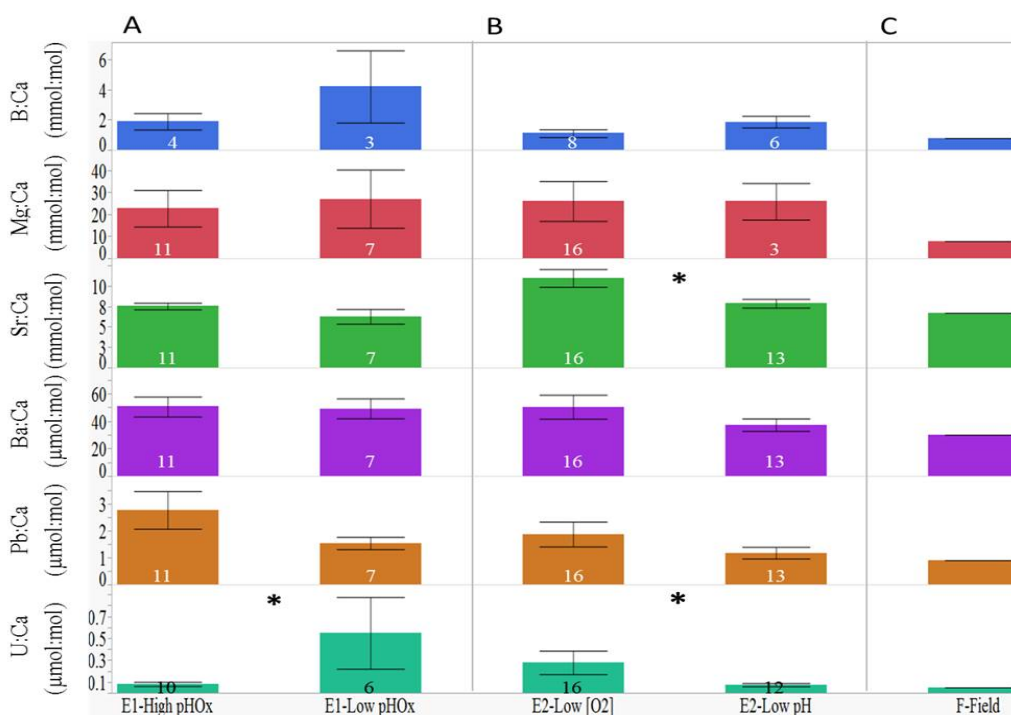 A B C
B:Ca
(mmol:mol)
6
4
2
0
4 3 8 6
Mg:Ca
(mmol:mol)
40
30
20
10
0
11 7 16 3
Sr:Ca
(mmol:mol)
10
8
5
3
0
11 7 16 13
*
Ba:Ca
(µmol:mol)
60
40
20
0
11 7 16 13
Pb:Ca
(µmol:mol)
3
2
1
0
11 7 16 13
U:Ca
(µmol:mol)
0.7
0.5
0.3
0.1
* *
10 6 16 12
E1-High pHOx E1-Low pHOx E2-Low [O2] E2-Low pH F-Field